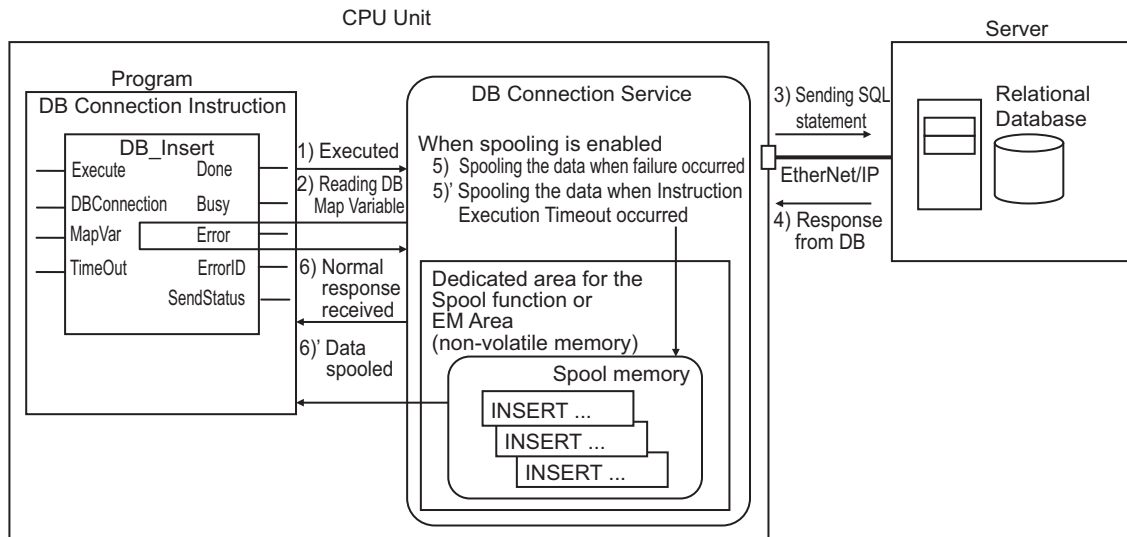 CPU Unit
Server
Program
DB Connection Instruction
DB_Insert
Execute
Done
DBConnection
Busy
MapVar
Error
TimeOut
ErrorID
SendStatus
1) Executed
2) Reading DB
Map Variable
6) Normal
response
received
6)' Data
spooled
DB Connection Service
When spooling is enabled
5) Spooling the data when failure occurred
5)' Spooling the data when Instruction
Execution Timeout occurred
Dedicated area for the
Spool function or
EM Area
(non-volatile memory)
Spool memory
INSERT ...
INSERT ...
INSERT ...
3) Sending SQL
statement
EtherNet/IP
4) Response
from DB
Relational
Database